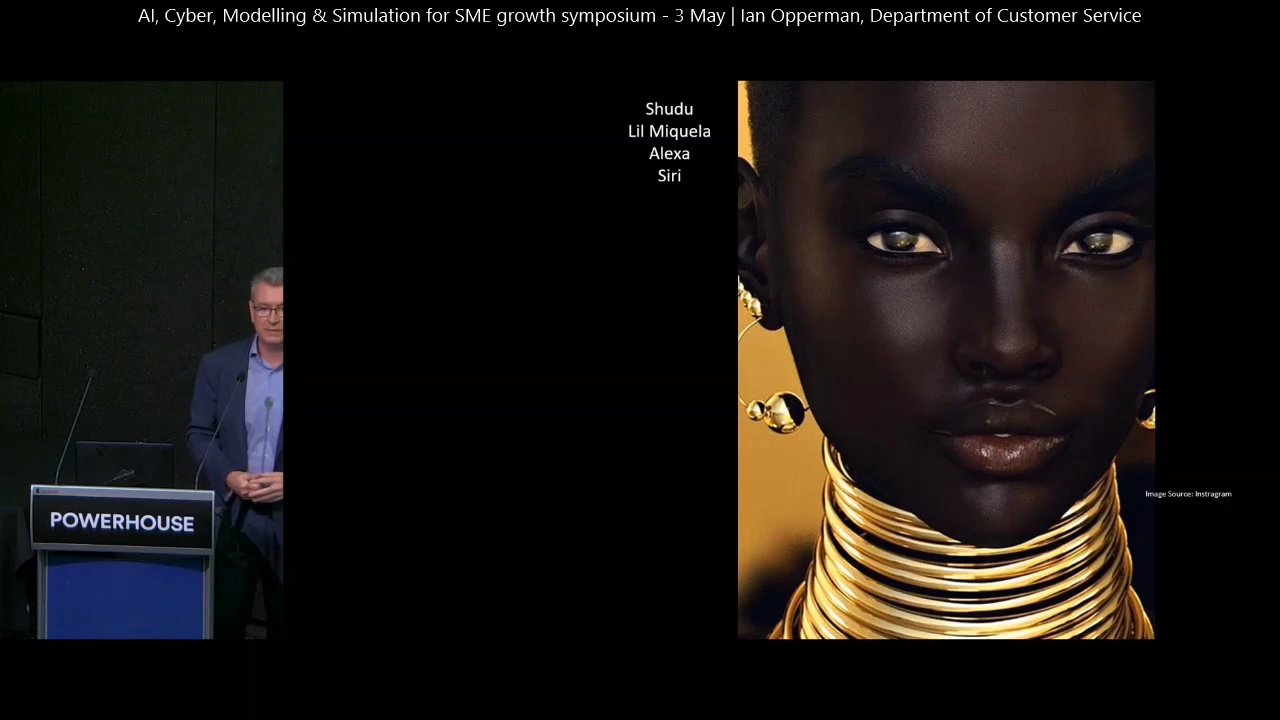 AI, Cyber, Modelling & Simulation for SME growth symposium - 3 May | Ian Opperman, Department of Customer Service
Shudu
Lil Miquela
Alexa
Siri
Image Source: Instragram
POWERHOUSE